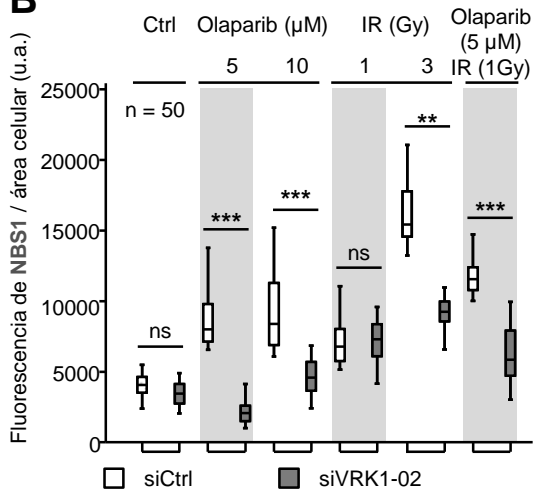 B
Ctrl
Olaparib (µM)
IR (Gy)
Olaparib
(5 µM)
IR (1Gy)
5
10
1
3
Fluorescencia de NBS1 / área celular (u.a.)
25000
20000
15000
10000
5000
0
n = 50
ns
***
***
ns
**
***
siCtrl
siVRK1-02